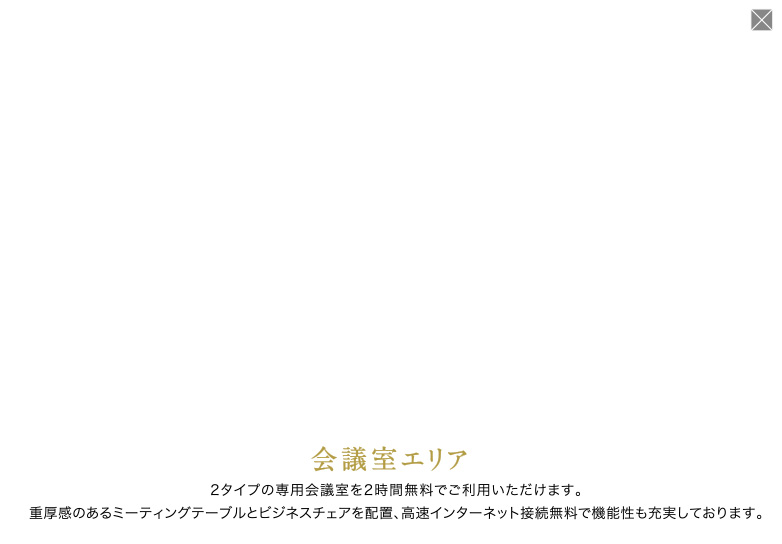 会議室エリア
2タイプの専用会議室を2時間無料でご利用いただけます。
重厚感のあるミーティングテーブルとビジネスチェアを配置、高速インターネット接続無料で機能性も充実しております。